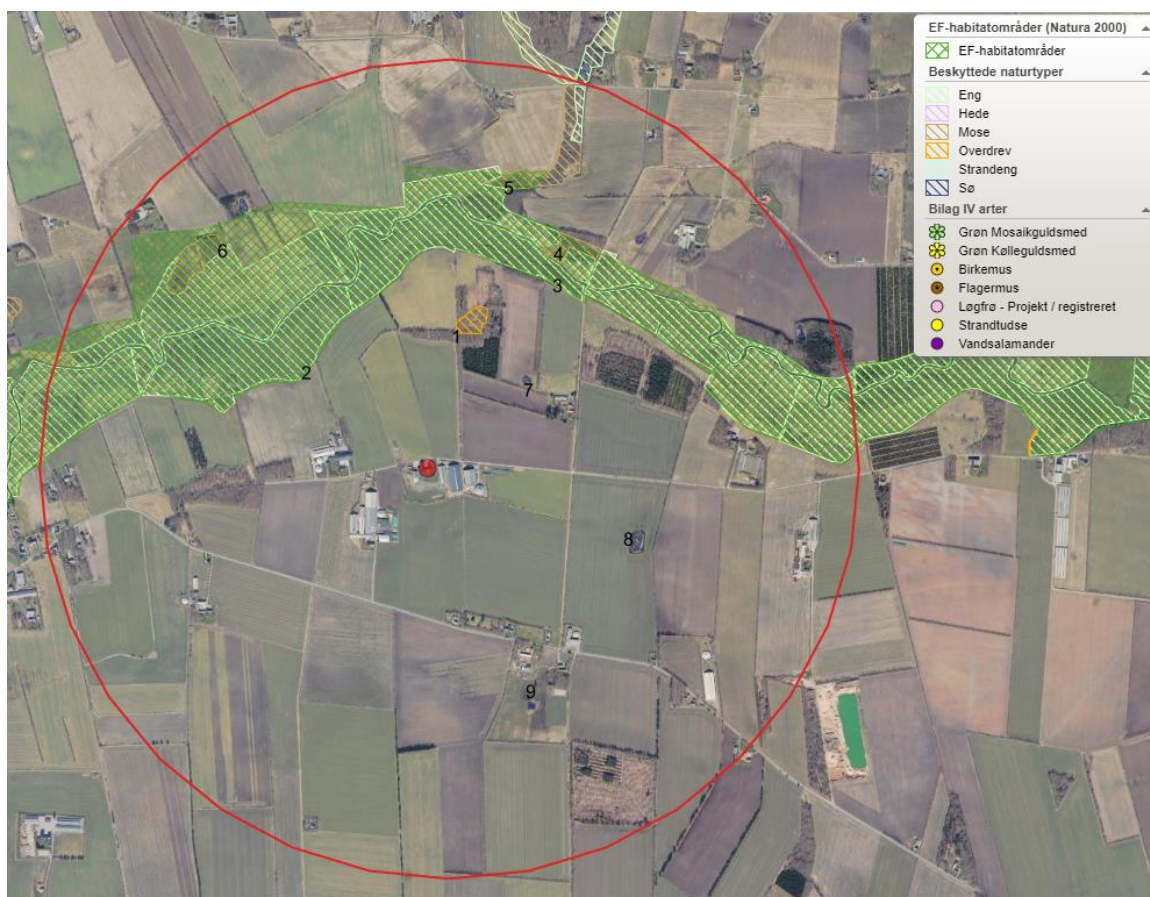 EF-habitatområder (Natura 2000)
EF-habitatområder
Beskyttede naturtyper
Eng
Hede
Mose
Overdrev
Strandeng
Sø
Bilag IV arter
Grøn Mosaikguldsmed
Grøn Kølleguldsmed
Birkemus
Flagermus
Løgfrø - Projekt / registreret
Strandtudse
Vandsalamander
5
6
4
3
1
2
7
8
9